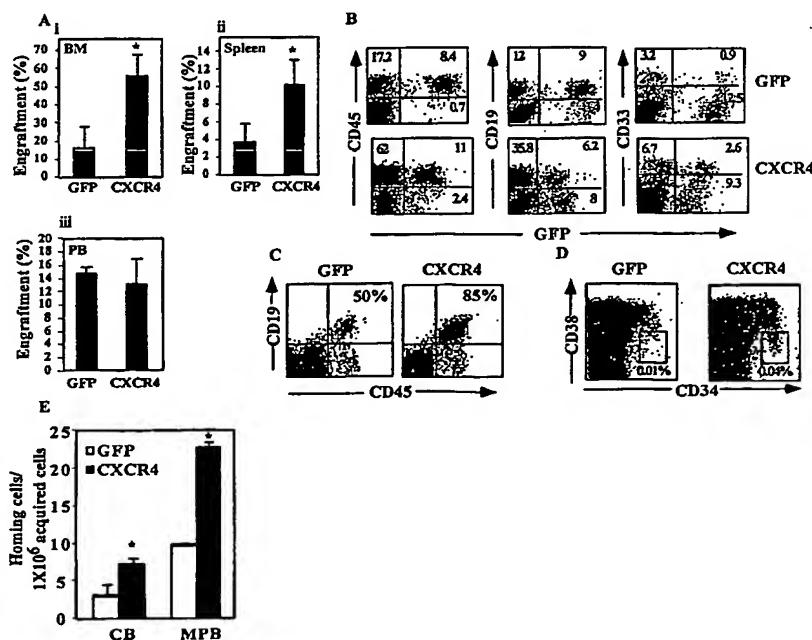 A
i
BM
*
Engraftment (%)
70
60
50
40
30
20
10
0
GFP CXCR4
ii
Spleen
*
Engraftment (%)
14
12
10
8
6
4
2
0
GFP CXCR4
iii
PB
Engraftment (%)
20
18
16
14
12
10
8
6
4
2
0
GFP CXCR4
B
CD45
17.2 8.4
0.7
CD19
12 9
CD33
3.2 0.9
GFP
62 11
2.4
35.8 6.2
8
6.7 2.6
9.3
CXCR4
GFP
C
GFP CXCR4
CD19
50% 85%
CD45
D
GFP CXCR4
CD38
0.01% 0.04%
CD34
E
Homing cells/
1X10⁶ acquired cells
25
20
15
10
5
0
GFP
CXCR4
*
*
CB MPB